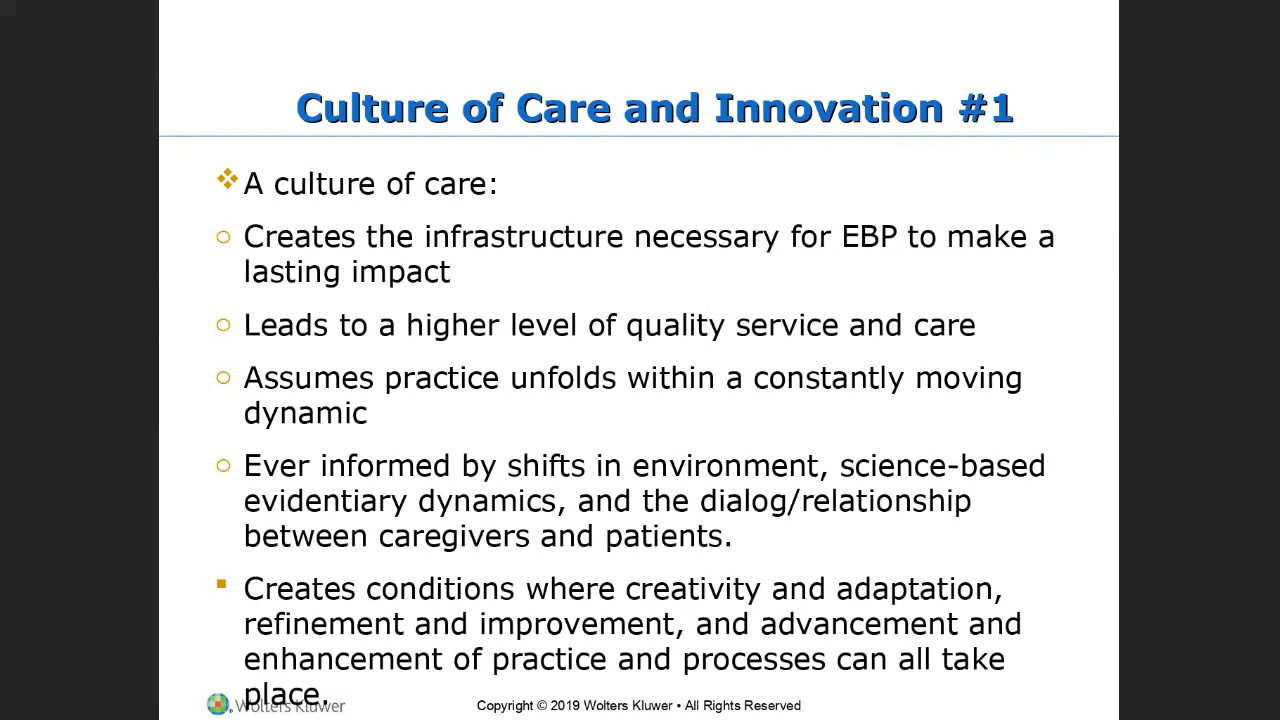 Culture of Care and Innovation #1
A culture of care:
Creates the infrastructure necessary for EBP to make a
lasting impact
Leads to a higher level of quality service and care
Assumes practice unfolds within a constantly moving
dynamic
Ever informed by shifts in environment, science-based
evidentiary dynamics, and the dialog/relationship
between caregivers and patients.
Creates conditions where creativity and adaptation,
refinement and improvement, and advancement and
enhancement of practice and processes can all take
place.
Wolters Kluwer
Copyright © 2019 Wolters Kluwer • All Rights Reserved